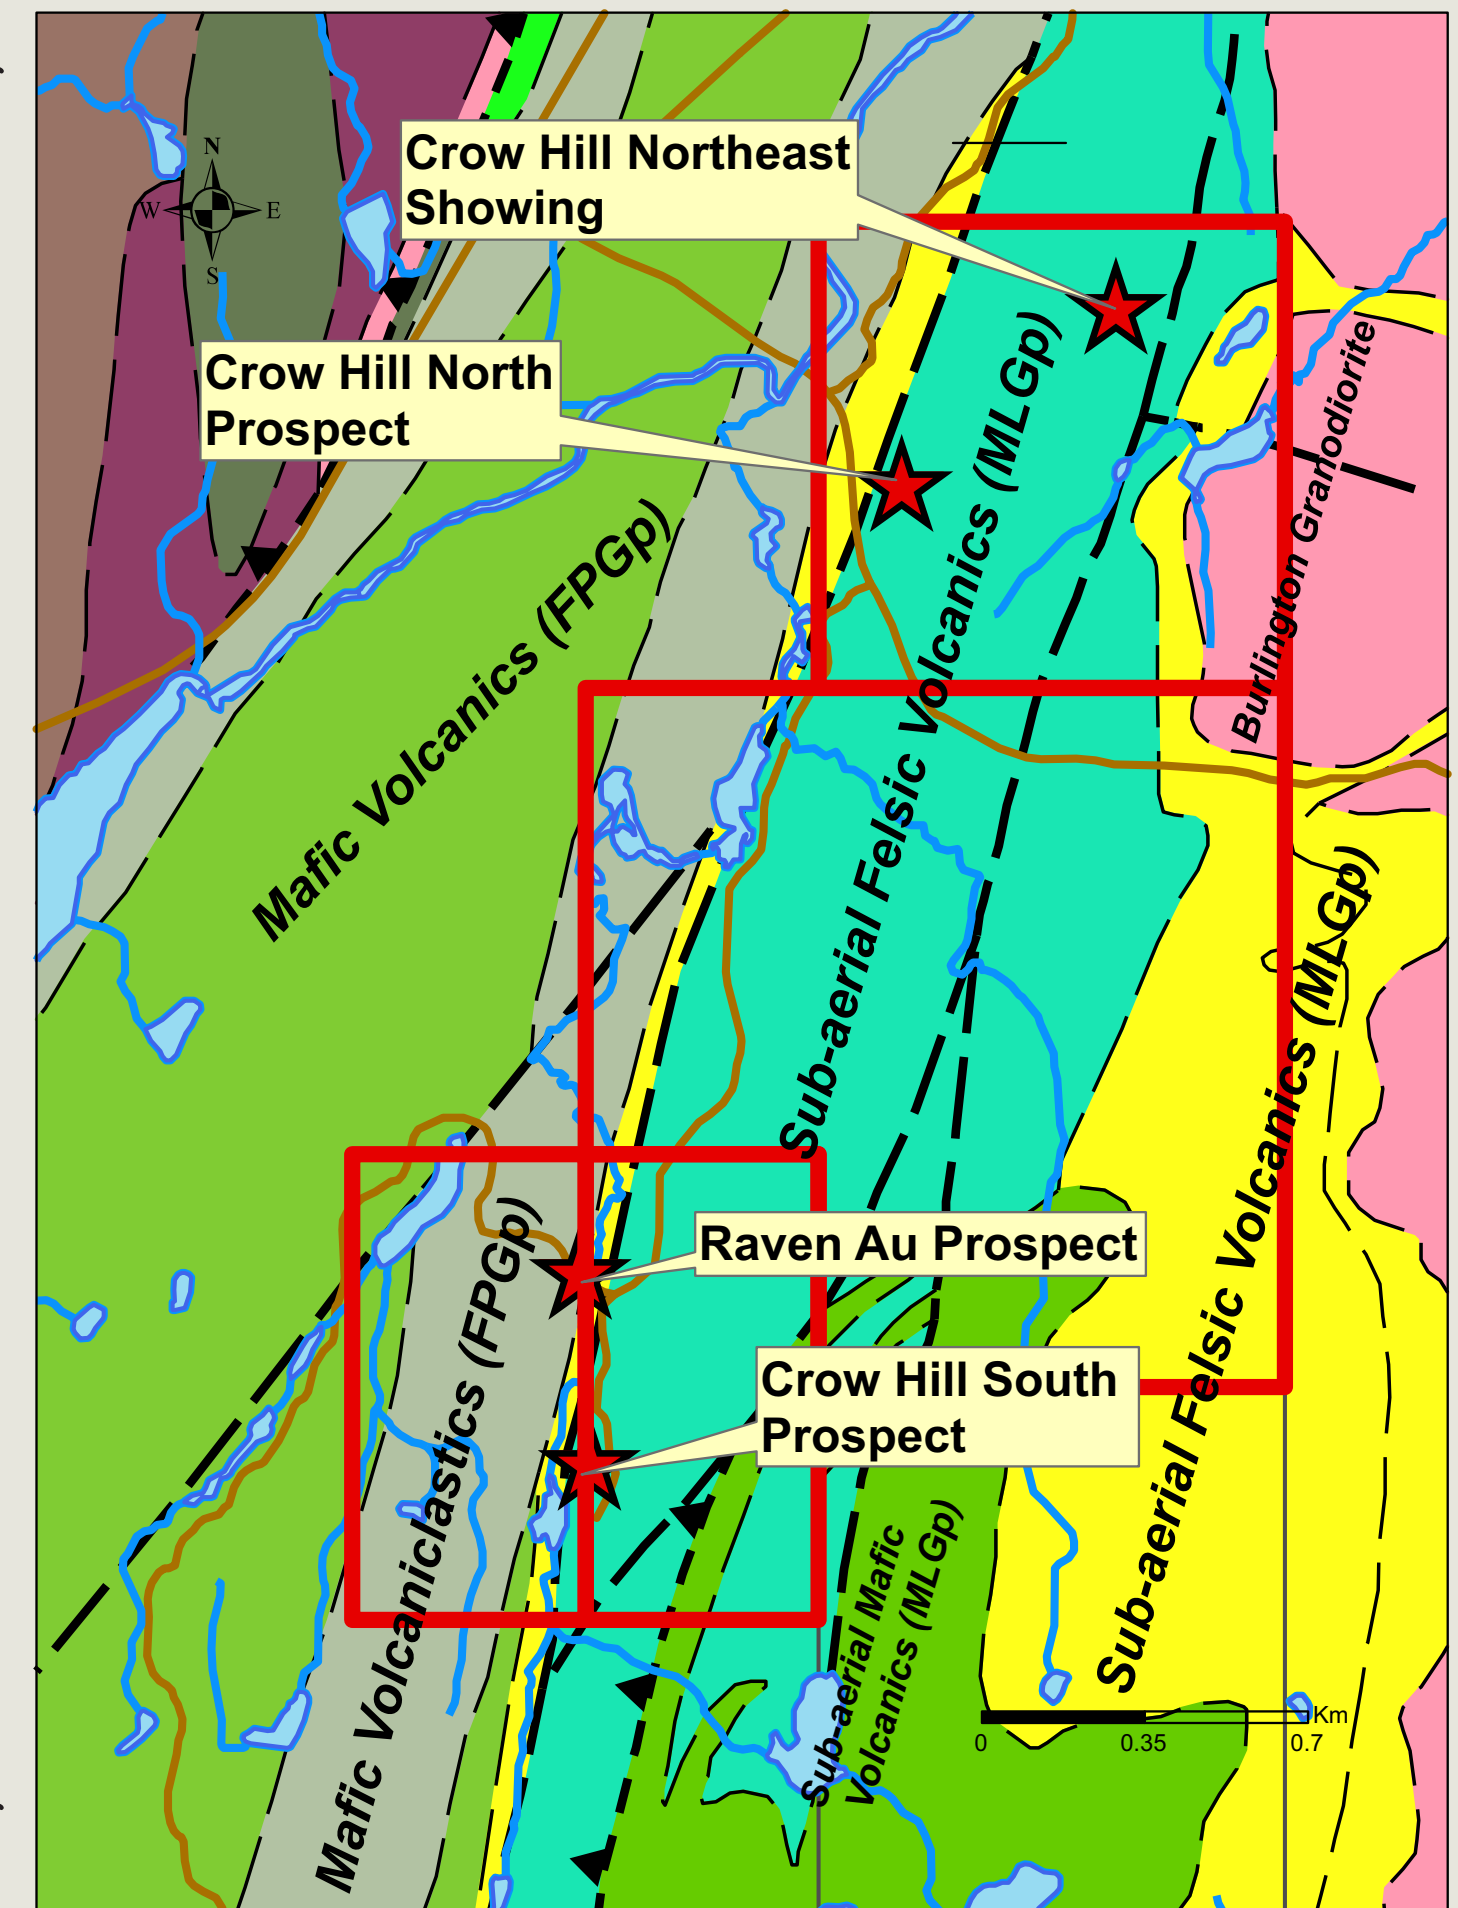 N
W
E
S
Crow Hill Northeast
Showing
Crow Hill North
Prospect
Mafic Volcanics (FPGp)
Sub-aerial Felsic Volcanics (MLGp)
Burlington Granodiorite
Sub-aerial Felsic Volcanics (MLGp)
Raven Au Prospect
Crow Hill South
Prospect
Mafic Volcaniclastics (FPGp)
Sub-aerial Mafic
Volcanics (MLGp)
Km
0
0.35
0.7